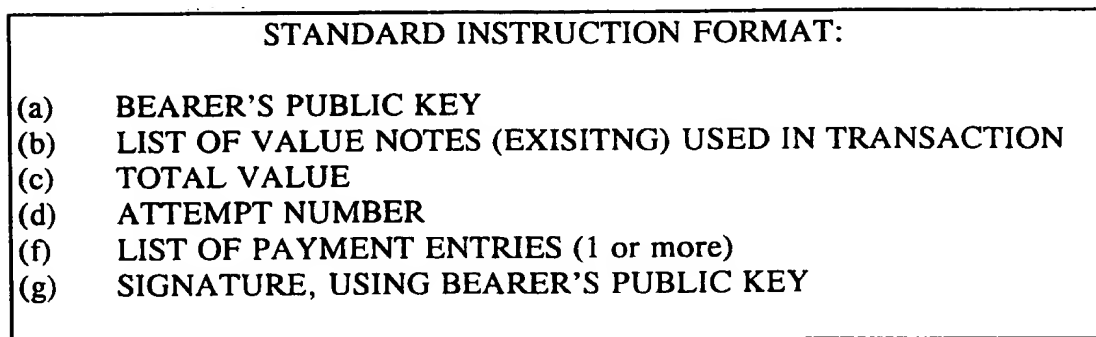 STANDARD INSTRUCTION FORMAT:
(a) BEARER'S PUBLIC KEY
(b) LIST OF VALUE NOTES (EXISITNG) USED IN TRANSACTION
(c) TOTAL VALUE
(d) ATTEMPT NUMBER
(f) LIST OF PAYMENT ENTRIES (1 or more)
(g) SIGNATURE, USING BEARER'S PUBLIC KEY